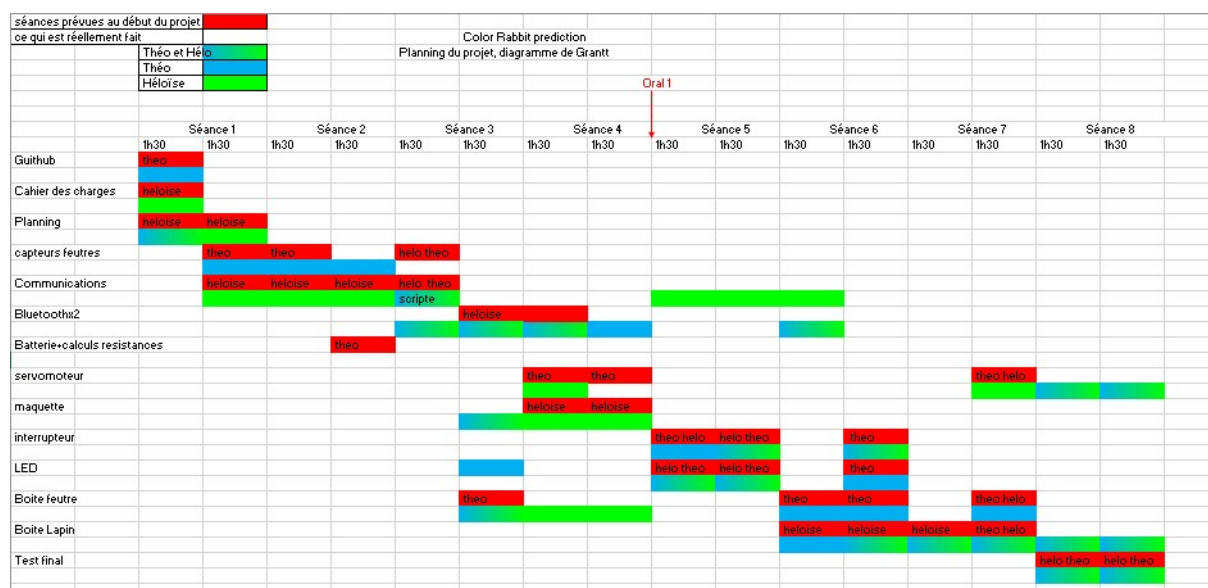 séances prévues au début du projet
ce qui est réellement fait
Color Rabbit prediction
Théo et Hélo
Planning du projet, diagramme de Grantt
Théo
Héloïse
Oral 1
Séance 1 Séance 2 Séance 3 Séance 4 Séance 5 Séance 6 Séance 7 Séance 8
1h30 1h30 1h30 1h30 1h30 1h30 1h30 1h30 1h30 1h30 1h30 1h30 1h30 1h30 1h30 1h30
Guithub theo
Cahier des charges heloise
Planning heloise heloise
capteurs feutres theo theo helo theo
Communications heloise heloise heloise helo theo
scripte
Bluetoothx2 heloise
Batterie+calculs resistances theo
servomoteur theo theo theo helo
maquette heloise heloise
interrupteur theo helo helo theo theo
LED helo theo helo theo theo
Boite feutre theo theo theo theo helo
Boite Lapin heloise heloise heloise theo helo
Test final helo theo helo theo